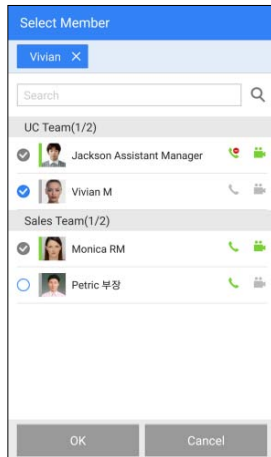 Select Member
Vivian ×
Search
UC Team(1/2)
Jackson Assistant Manager
Vivian M
Sales Team(1/2)
Monica RM
Petric 부장
OK Cancel